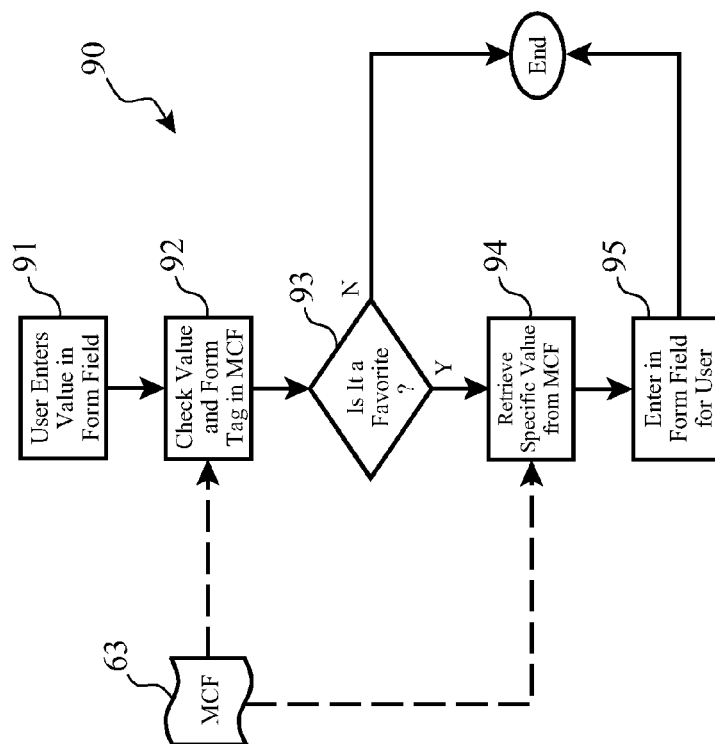 90
91
User Enters
Value in
Form Field
92
Check Value
and Form
Tag in MCF
63
MCF
93
Is It a
Favorite
?
N
Y
94
Retrieve
Specific Value
from MCF
95
Enter in
Form Field
for User
End